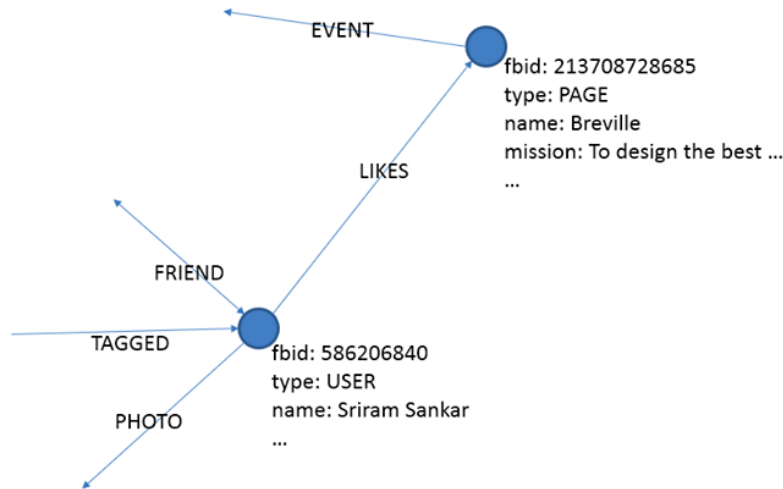 EVENT
fbid: 213708728685
type: PAGE
name: Breville
mission: To design the best ...
...
LIKES
FRIEND
TAGGED
fbid: 586206840
type: USER
name: Sriram Sankar
...
PHOTO